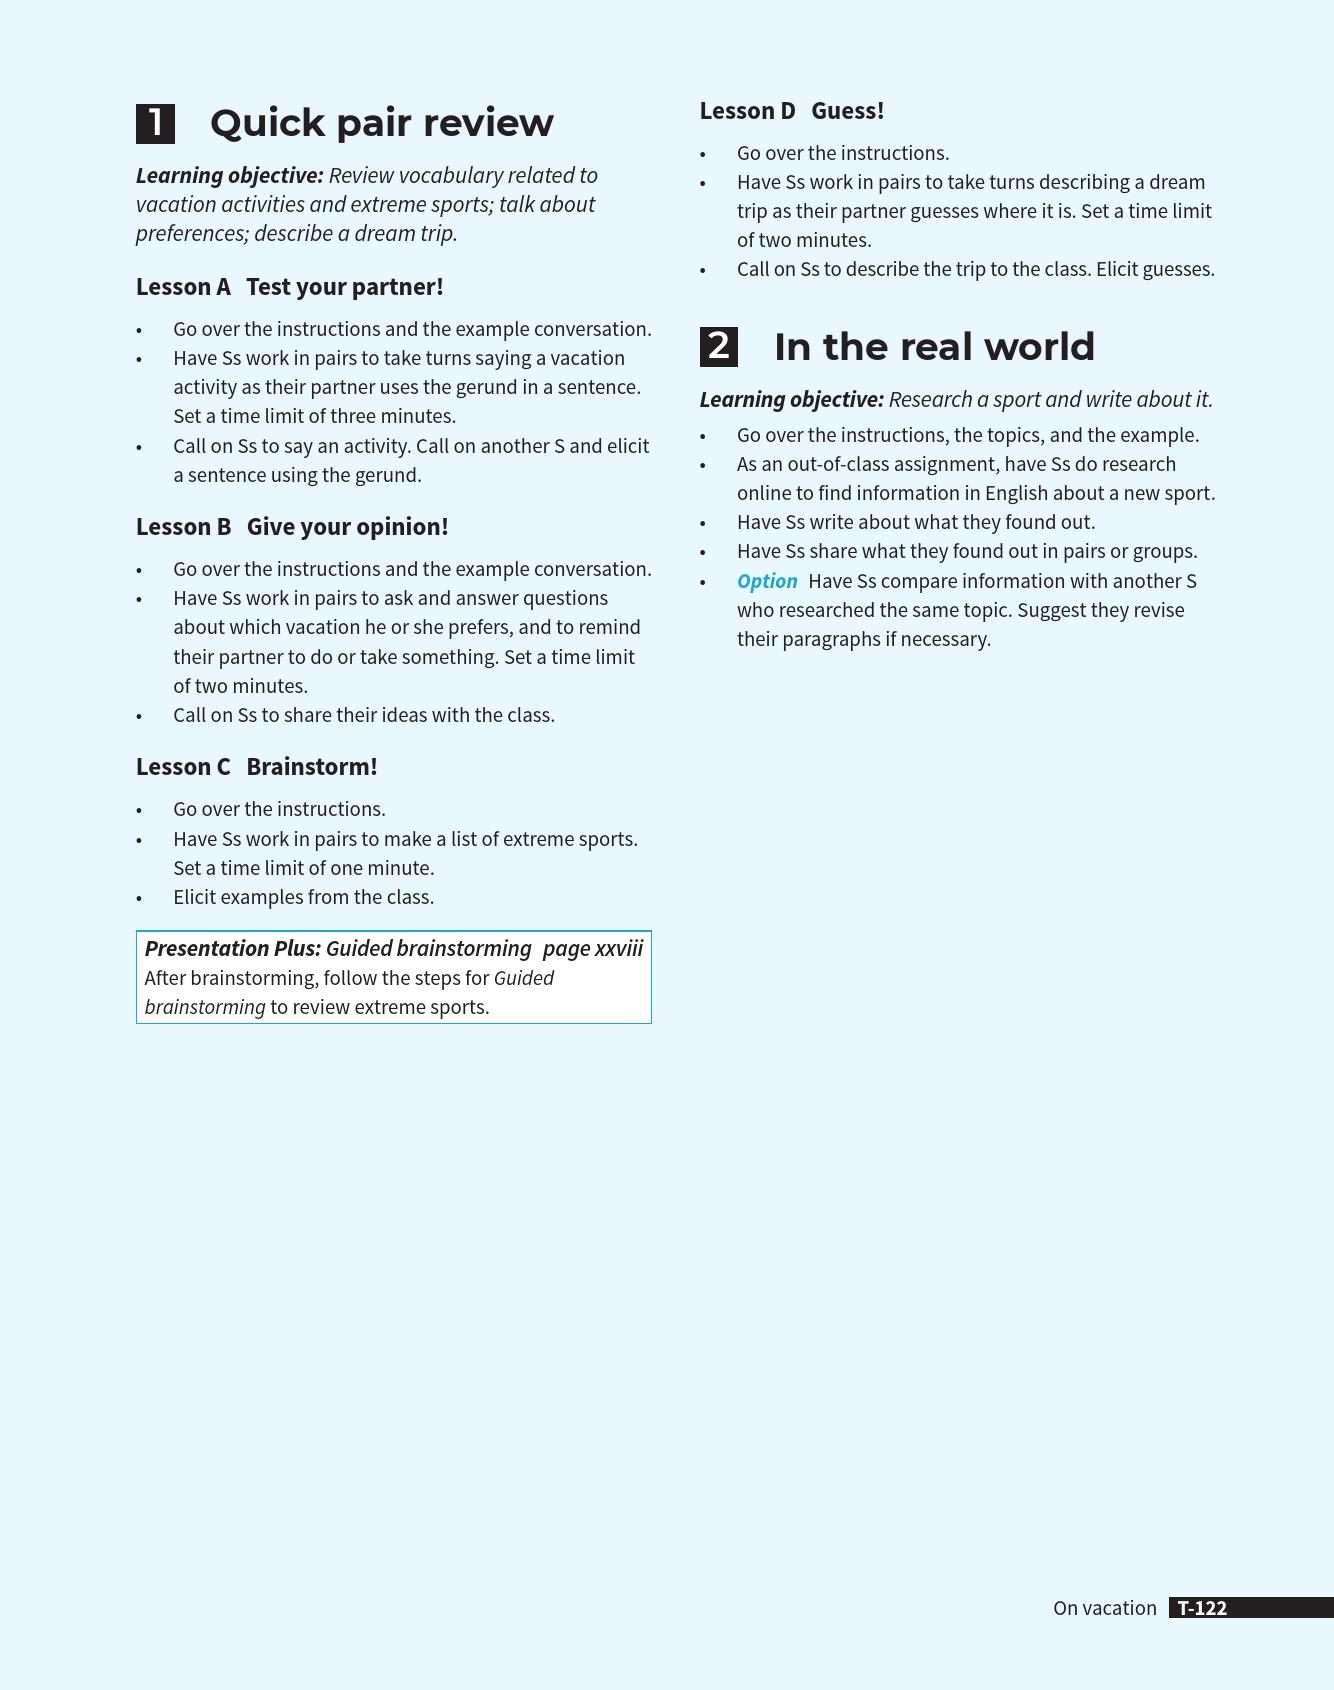 1 Quick pair review
Learning objective: Review vocabulary related to
vacation activities and extreme sports; talk about
preferences; describe a dream trip.
Lesson A Test your partner!
• Go over the instructions and the example conversation.
• Have Ss work in pairs to take turns saying a vacation
activity as their partner uses the gerund in a sentence.
Set a time limit of three minutes.
• Call on Ss to say an activity. Call on another S and elicit
a sentence using the gerund.
Lesson B Give your opinion!
• Go over the instructions and the example conversation.
• Have Ss work in pairs to ask and answer questions
about which vacation he or she prefers, and to remind
their partner to do or take something. Set a time limit
of two minutes.
• Call on Ss to share their ideas with the class.
Lesson C Brainstorm!
• Go over the instructions.
• Have Ss work in pairs to make a list of extreme sports.
Set a time limit of one minute.
• Elicit examples from the class.
Presentation Plus: Guided brainstorming page xxviii
After brainstorming, follow the steps for Guided
brainstorming to review extreme sports.
Lesson D Guess!
• Go over the instructions.
• Have Ss work in pairs to take turns describing a dream
trip as their partner guesses where it is. Set a time limit
of two minutes.
• Call on Ss to describe the trip to the class. Elicit guesses.
2 In the real world
Learning objective: Research a sport and write about it.
• Go over the instructions, the topics, and the example.
• As an out-of-class assignment, have Ss do research
online to find information in English about a new sport.
• Have Ss write about what they found out.
• Have Ss share what they found out in pairs or groups.
• Option Have Ss compare information with another S
who researched the same topic. Suggest they revise
their paragraphs if necessary.
On vacation T-122